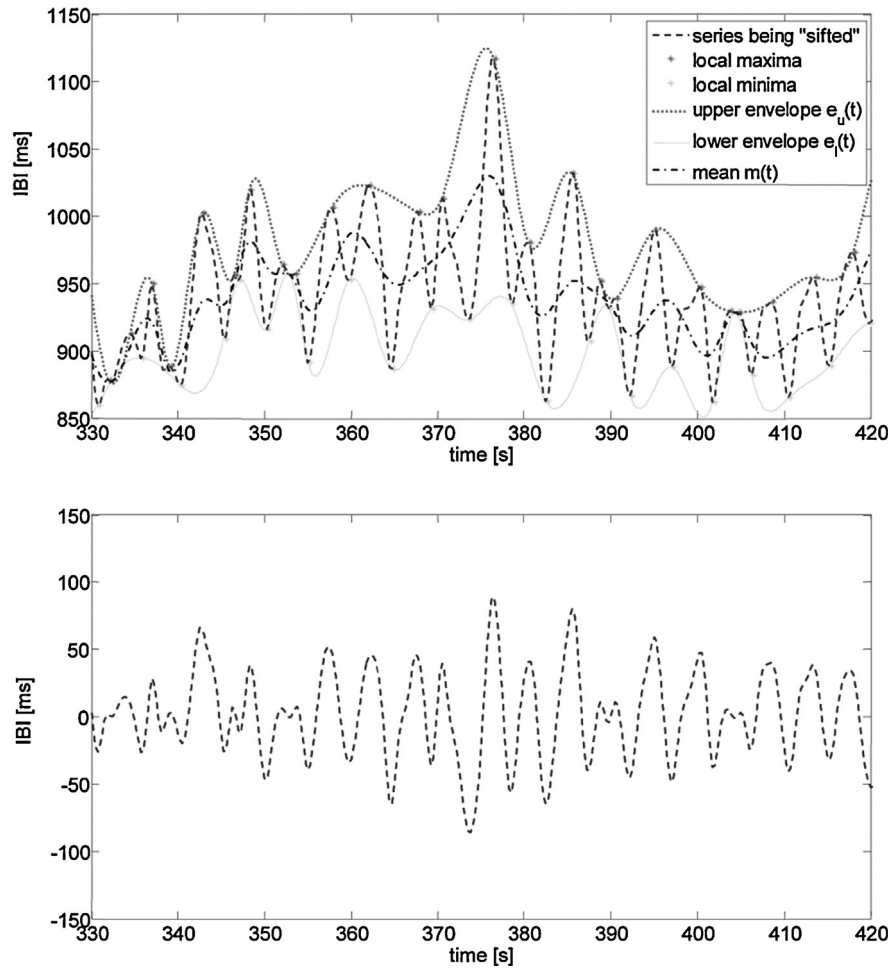 1150
1100
1050
1000
950
900
850
IBI [ms]
series being "sifted"
local maxima
local minima
upper envelope e_u(t)
lower envelope e_l(t)
mean m(t)
330 340 350 360 370 380 390 400 410 420
time [s]
150
100
50
0
-50
-100
-150
IBI [ms]
330 340 350 360 370 380 390 400 410 420
time [s]